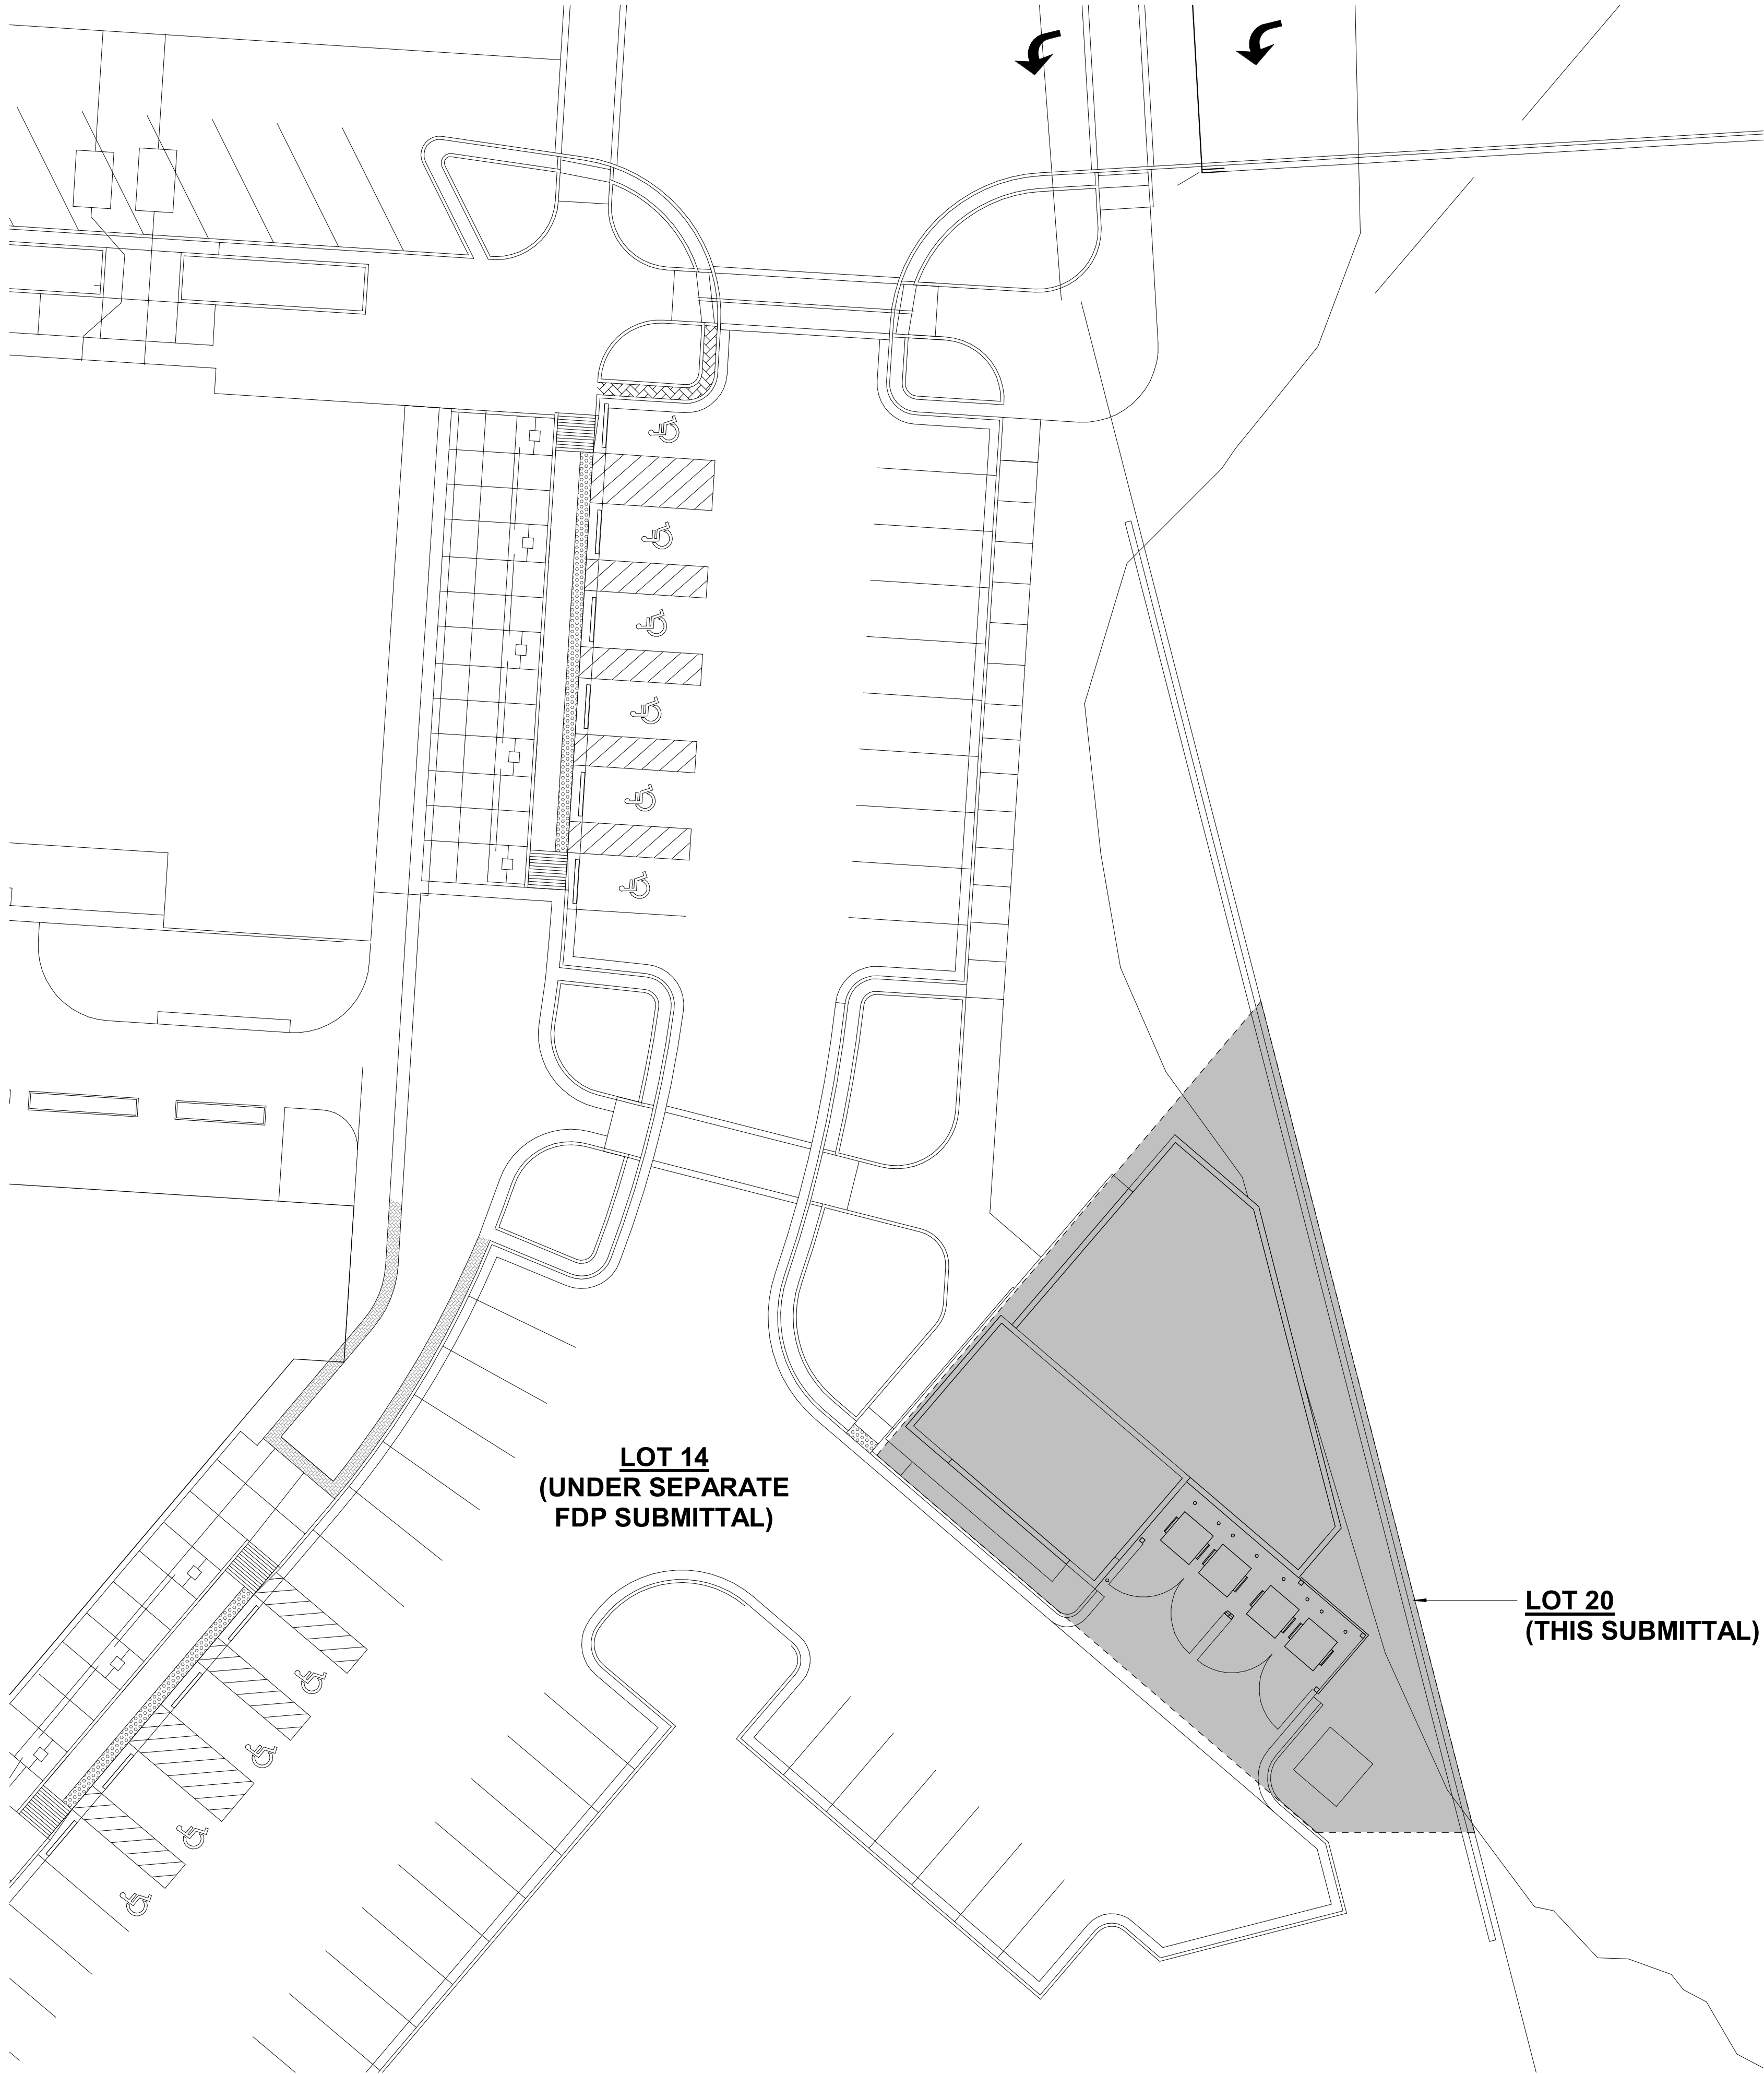 LOT 14
(UNDER SEPARATE
FDP SUBMITTAL)
LOT 20
(THIS SUBMITTAL)